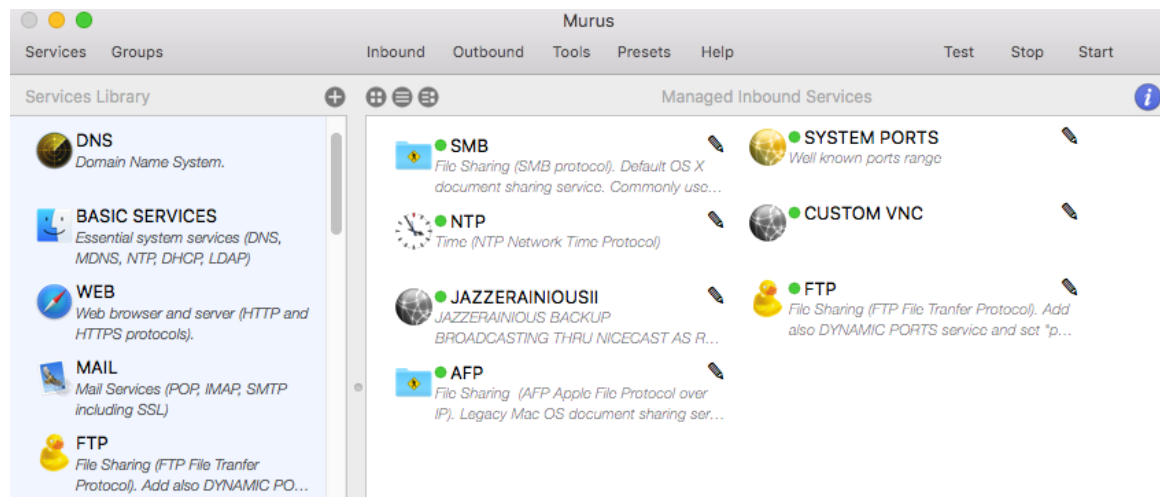 Murus
Services Groups Inbound Outbound Tools Presets Help Test Stop Start
Services Library
Managed Inbound Services
DNS
Domain Name System.
BASIC SERVICES
Essential system services (DNS,
MDNS, NTP, DHCP, LDAP)
WEB
Web browser and server (HTTP and
HTTPS protocols).
MAIL
Mail Services (POP, IMAP, SMTP
including SSL)
FTP
File Sharing (FTP File Tranfer
Protocol). Add also DYNAMIC PO...
SMB
File Sharing (SMB protocol). Default OS X
document sharing service. Commonly use...
NTP
Time (NTP Network Time Protocol)
JAZZERAINIOUSII
JAZZERAINIOUS BACKUP
BROADCASTING THRU NICECAST AS R...
AFP
File Sharing (AFP Apple File Protocol over
IP). Legacy Mac OS document sharing ser...
SYSTEM PORTS
Well known ports range
CUSTOM VNC
FTP
File Sharing (FTP File Tranfer Protocol). Add
also DYNAMIC PORTS service and set "p...